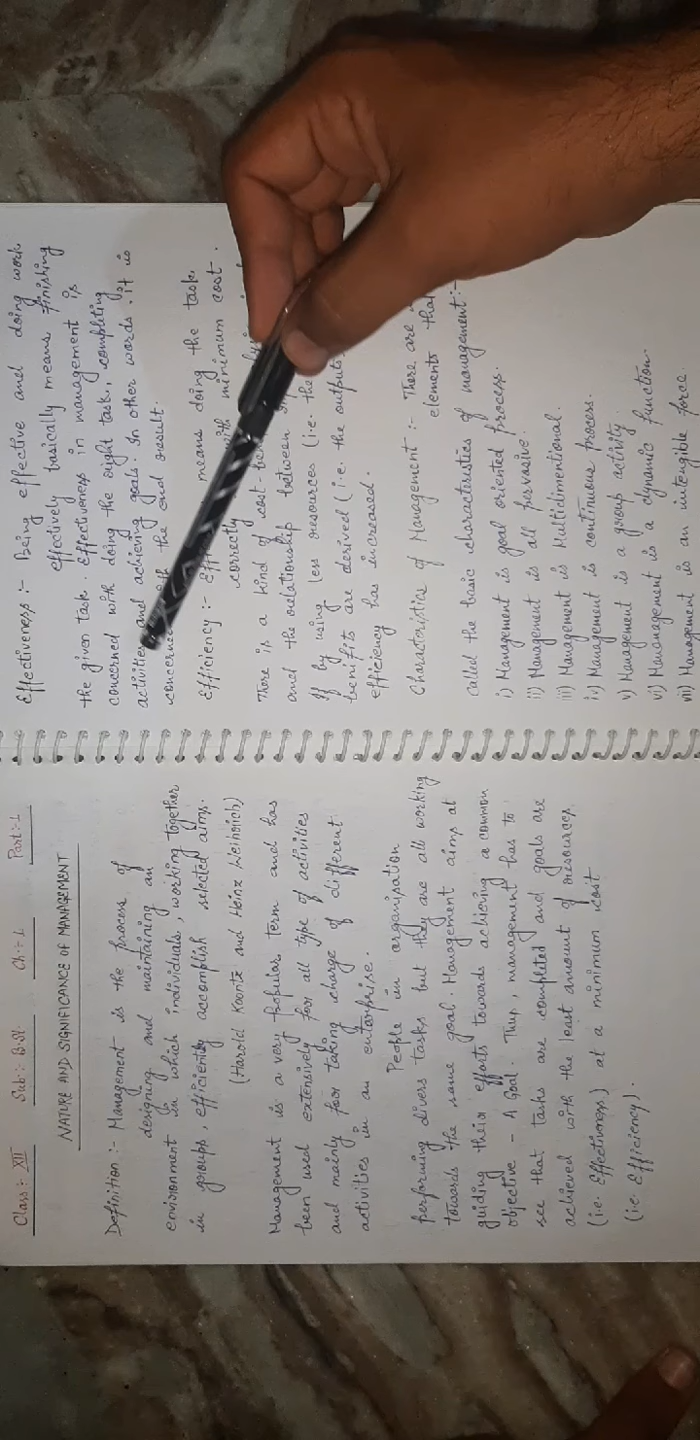 Class:- XII Sub:- B.St. Ch:- 1 Part:-1
NATURE AND SIGNIFICANCE OF MANAGEMENT
Definition :- Management is the process of
designing and maintaining an
environment in which individuals, working together
in groups, efficiently accomplish selected aims.
(Harold Koontz and Heinz Weihrich)
Management is a very popular term and has
been used extensively for all type of activities
and mainly for taking charge of different
activities in an enterprise.
People in organisation
performing divers tasks but they are all working
towards the same goal. Management aims at
guiding their efforts towards achieving a common
objective - A Goal. Thus, management has to
see that tasks are completed and goals are
achieved with the least amount of resources
(i.e. Effectiveness) at a minimum cost
(i.e. Efficiency).
Effectiveness :- Being effective and doing work
effectively basically means finishing
the given task. Effectiveness in management is
concerned with doing the right task, completing
activities and achieving goals. In other words, it is
concerned the end result.
Efficiency :- means doing the task
correctly with minimum cost.
There is a kind of cost-
and the relationship between
If by using less resources (i.e. the
benifits are derived (i.e. the outputs
efficiency has increased.
Characteristics of Management :- There are
elements that
called the basic characteristics of management:-
i) Management is goal oriented process.
ii) Management is all pervasive.
iii) Management is Multidimentional.
iv) Management is continuous process.
v) Management is a group activity.
vi) Mananagement is a dynamic function.
vii) Management is an intengible force.